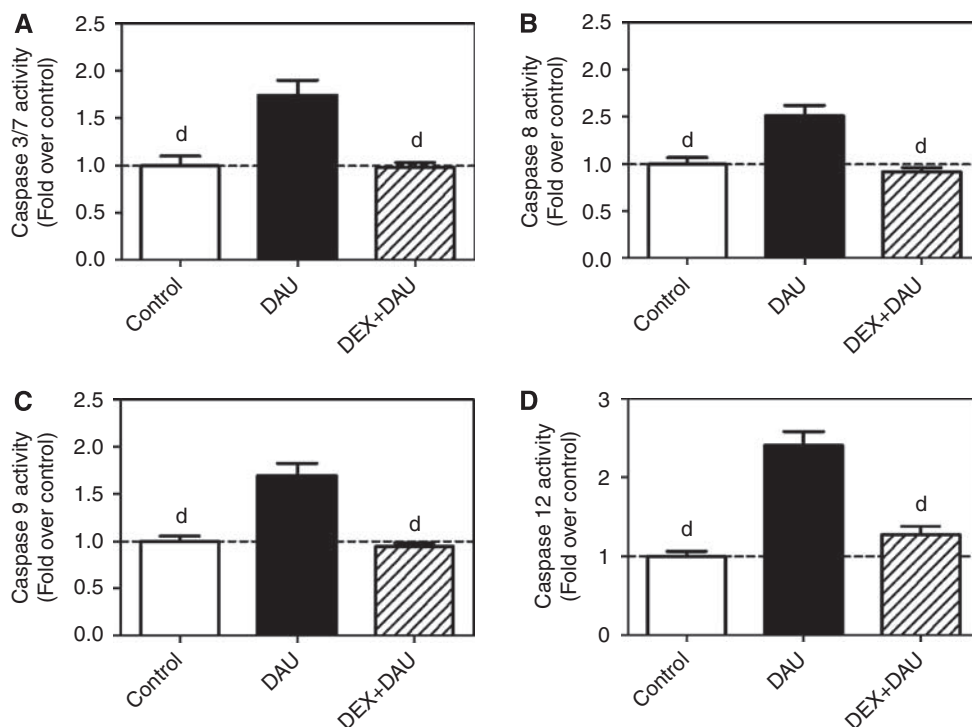 A
Caspase 3/7 activity
(Fold over control)
2.5
2.0
1.5
1.0
0.5
0.0
d
d
Control
DAU
DEX+DAU
B
Caspase 8 activity
(Fold over control)
2.5
2.0
2.5
1.0
0.5
0.0
d
d
Control
DAU
DEX+DAU
C
Caspase 9 activity
(Fold over control)
2.5
2.0
1.5
1.0
0.5
0.0
d
d
Control
DAU
DEX+DAU
D
Caspase 12 activity
(Fold over control)
3
2
1
0
d
d
Control
DAU
DEX+DAU